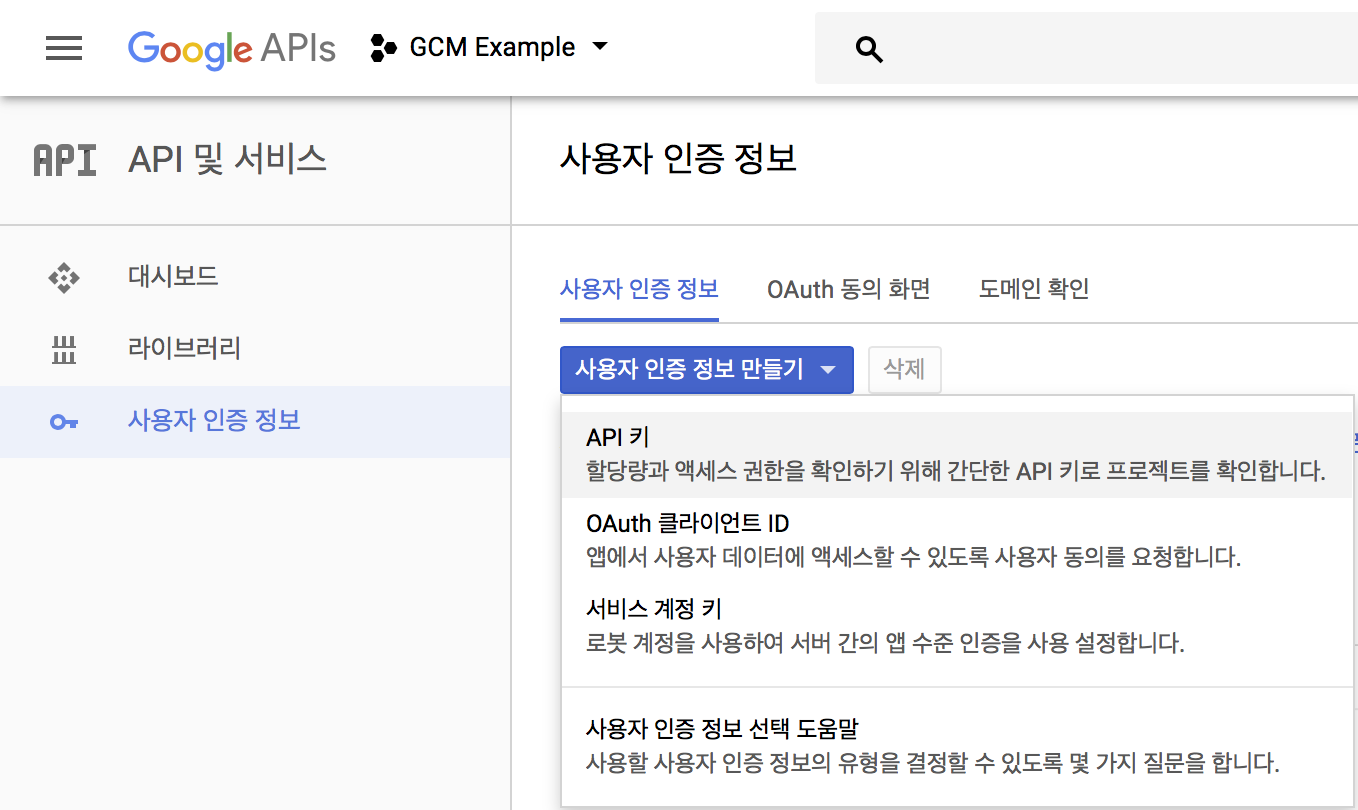 Google APIs
GCM Example
API API 및 서비스
사용자 인증 정보
대시보드
라이브러리
사용자 인증 정보
사용자 인증 정보
OAuth 동의 화면
도메인 확인
사용자 인증 정보 만들기
삭제
API 키
할당량과 액세스 권한을 확인하기 위해 간단한 API 키로 프로젝트를 확인합니다.
OAuth 클라이언트 ID
앱에서 사용자 데이터에 액세스할 수 있도록 사용자 동의를 요청합니다.
서비스 계정 키
로봇 계정을 사용하여 서버 간의 앱 수준 인증을 사용 설정합니다.
사용자 인증 정보 선택 도움말
사용할 사용자 인증 정보의 유형을 결정할 수 있도록 몇 가지 질문을 합니다.